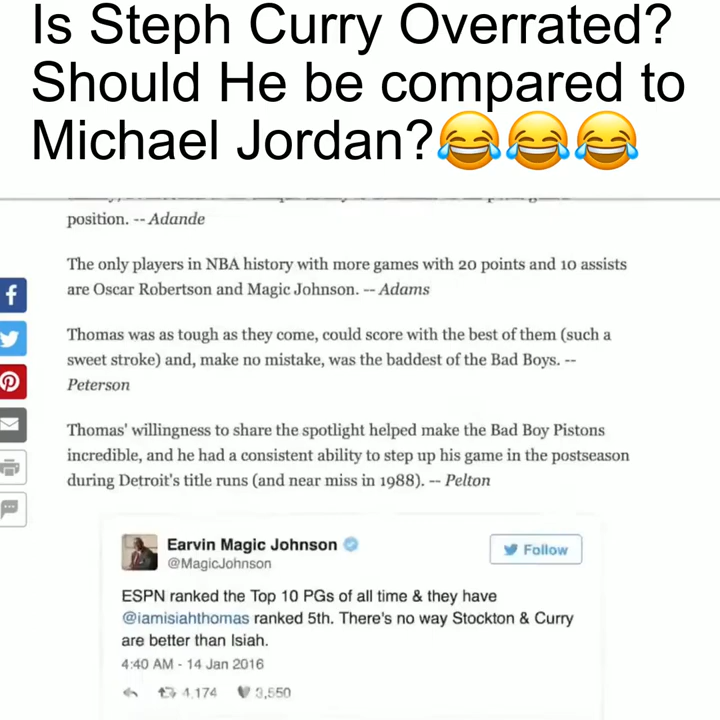 Is Steph Curry Overrated?
Should He be compared to
Michael Jordan?😂😂😂
position. -- Adande
The only players in NBA history with more games with 20 points and 10 assists
are Oscar Robertson and Magic Johnson. -- Adams
Thomas was as tough as they come, could score with the best of them (such a
sweet stroke) and, make no mistake, was the baddest of the Bad Boys. --
Peterson
Thomas' willingness to share the spotlight helped make the Bad Boy Pistons
incredible, and he had a consistent ability to step up his game in the postseason
during Detroit's title runs (and near miss in 1988). -- Pelton
Earvin Magic Johnson
@MagicJohnson
Follow
ESPN ranked the Top 10 PGs of all time & they have
@iamisiahthomas ranked 5th. There's no way Stockton & Curry
are better than Isiah.
4:40 AM - 14 Jan 2016
4,174 3,550